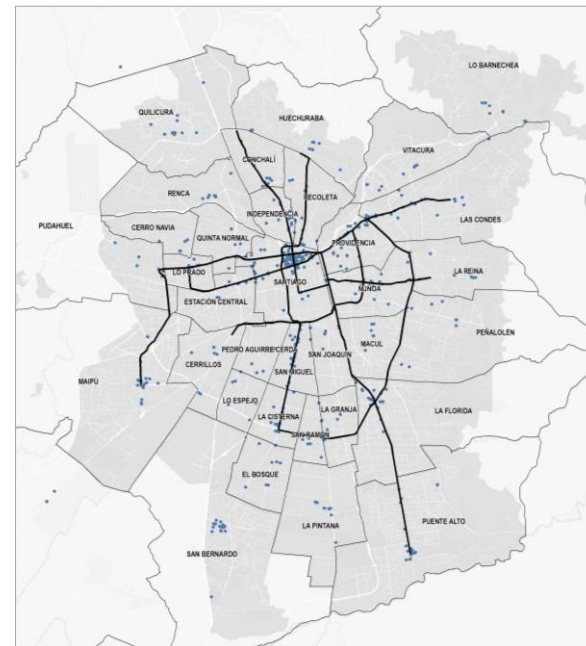 LO BARNECHEA
QUILICURA
HUECHURABA
VITACURA
CONCHALÍ
RENCA
RECOLETA
INDEPENDENCIA
LAS CONDES
PUDAHUEL
CERRO NAVIA
QUINTA NORMAL
PROVIDENCIA
LO PRADO
LA REINA
SANTIAGO
ÑUÑOA
ESTACIÓN CENTRAL
PEÑALOLÉN
MACUL
PEDRO AGUIRRE CERDA
SAN JOAQUÍN
CERRILLOS
SAN MIGUEL
MAIPÚ
LO ESPEJO
LA GRANJA
LA FLORIDA
LA CISTERNA
SAN RAMÓN
EL BOSQUE
PUENTE ALTO
LA PINTANA
SAN BERNARDO